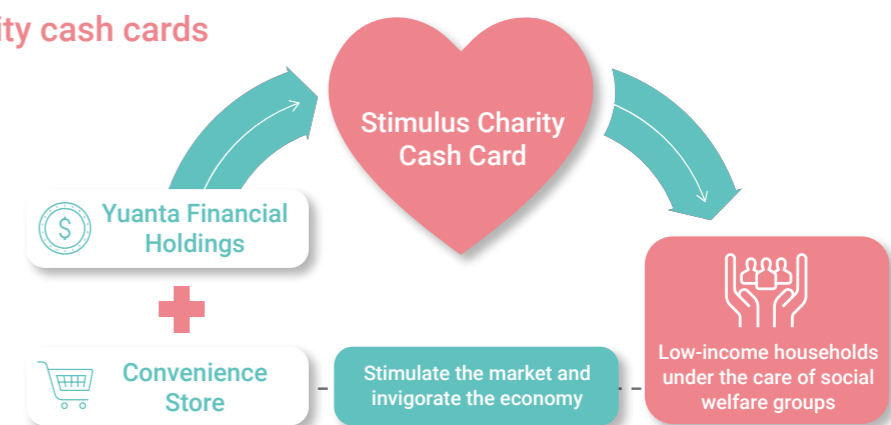 ity cash cards
Stimulus Charity
Cash Card
Yuanta Financial
Holdings
$
Convenience
Store
Stimulate the market and
invigorate the economy
Low-income households
under the care of social
welfare groups